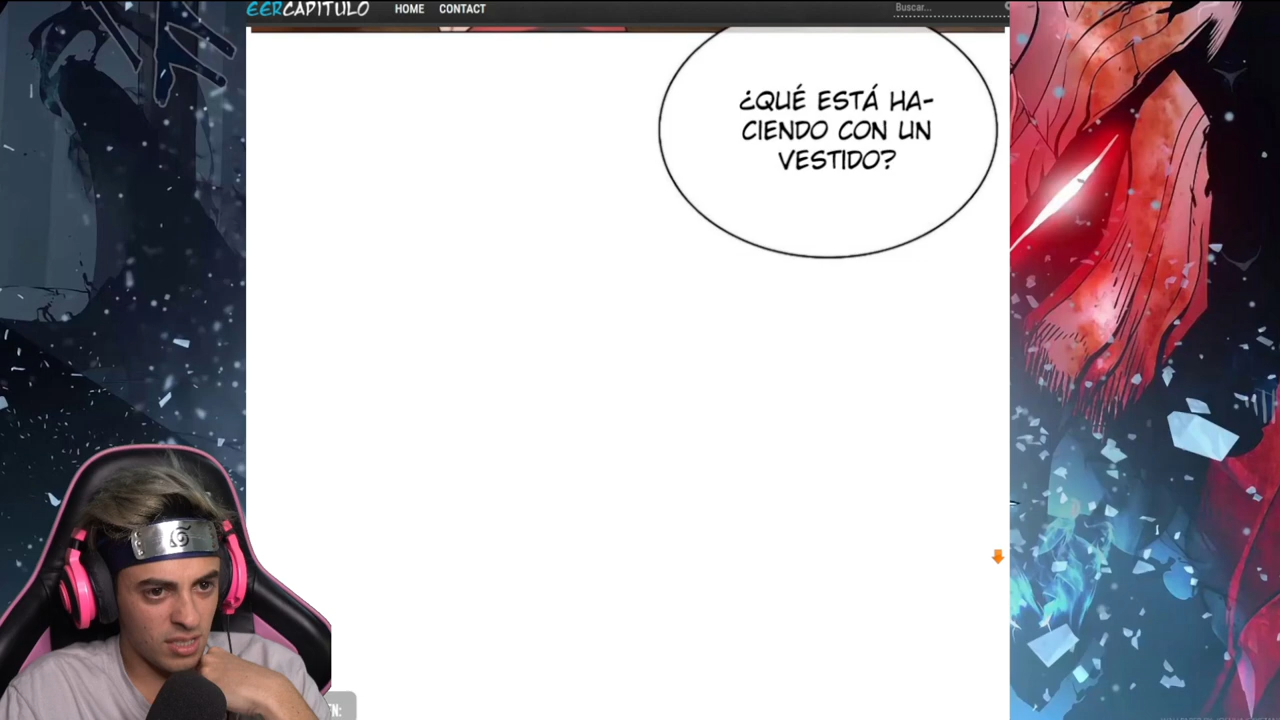 EERCAPITULO
HOME
CONTACT
Buscar...
¿QUÉ ESTÁ HA-
CIENDO CON UN
VESTIDO?